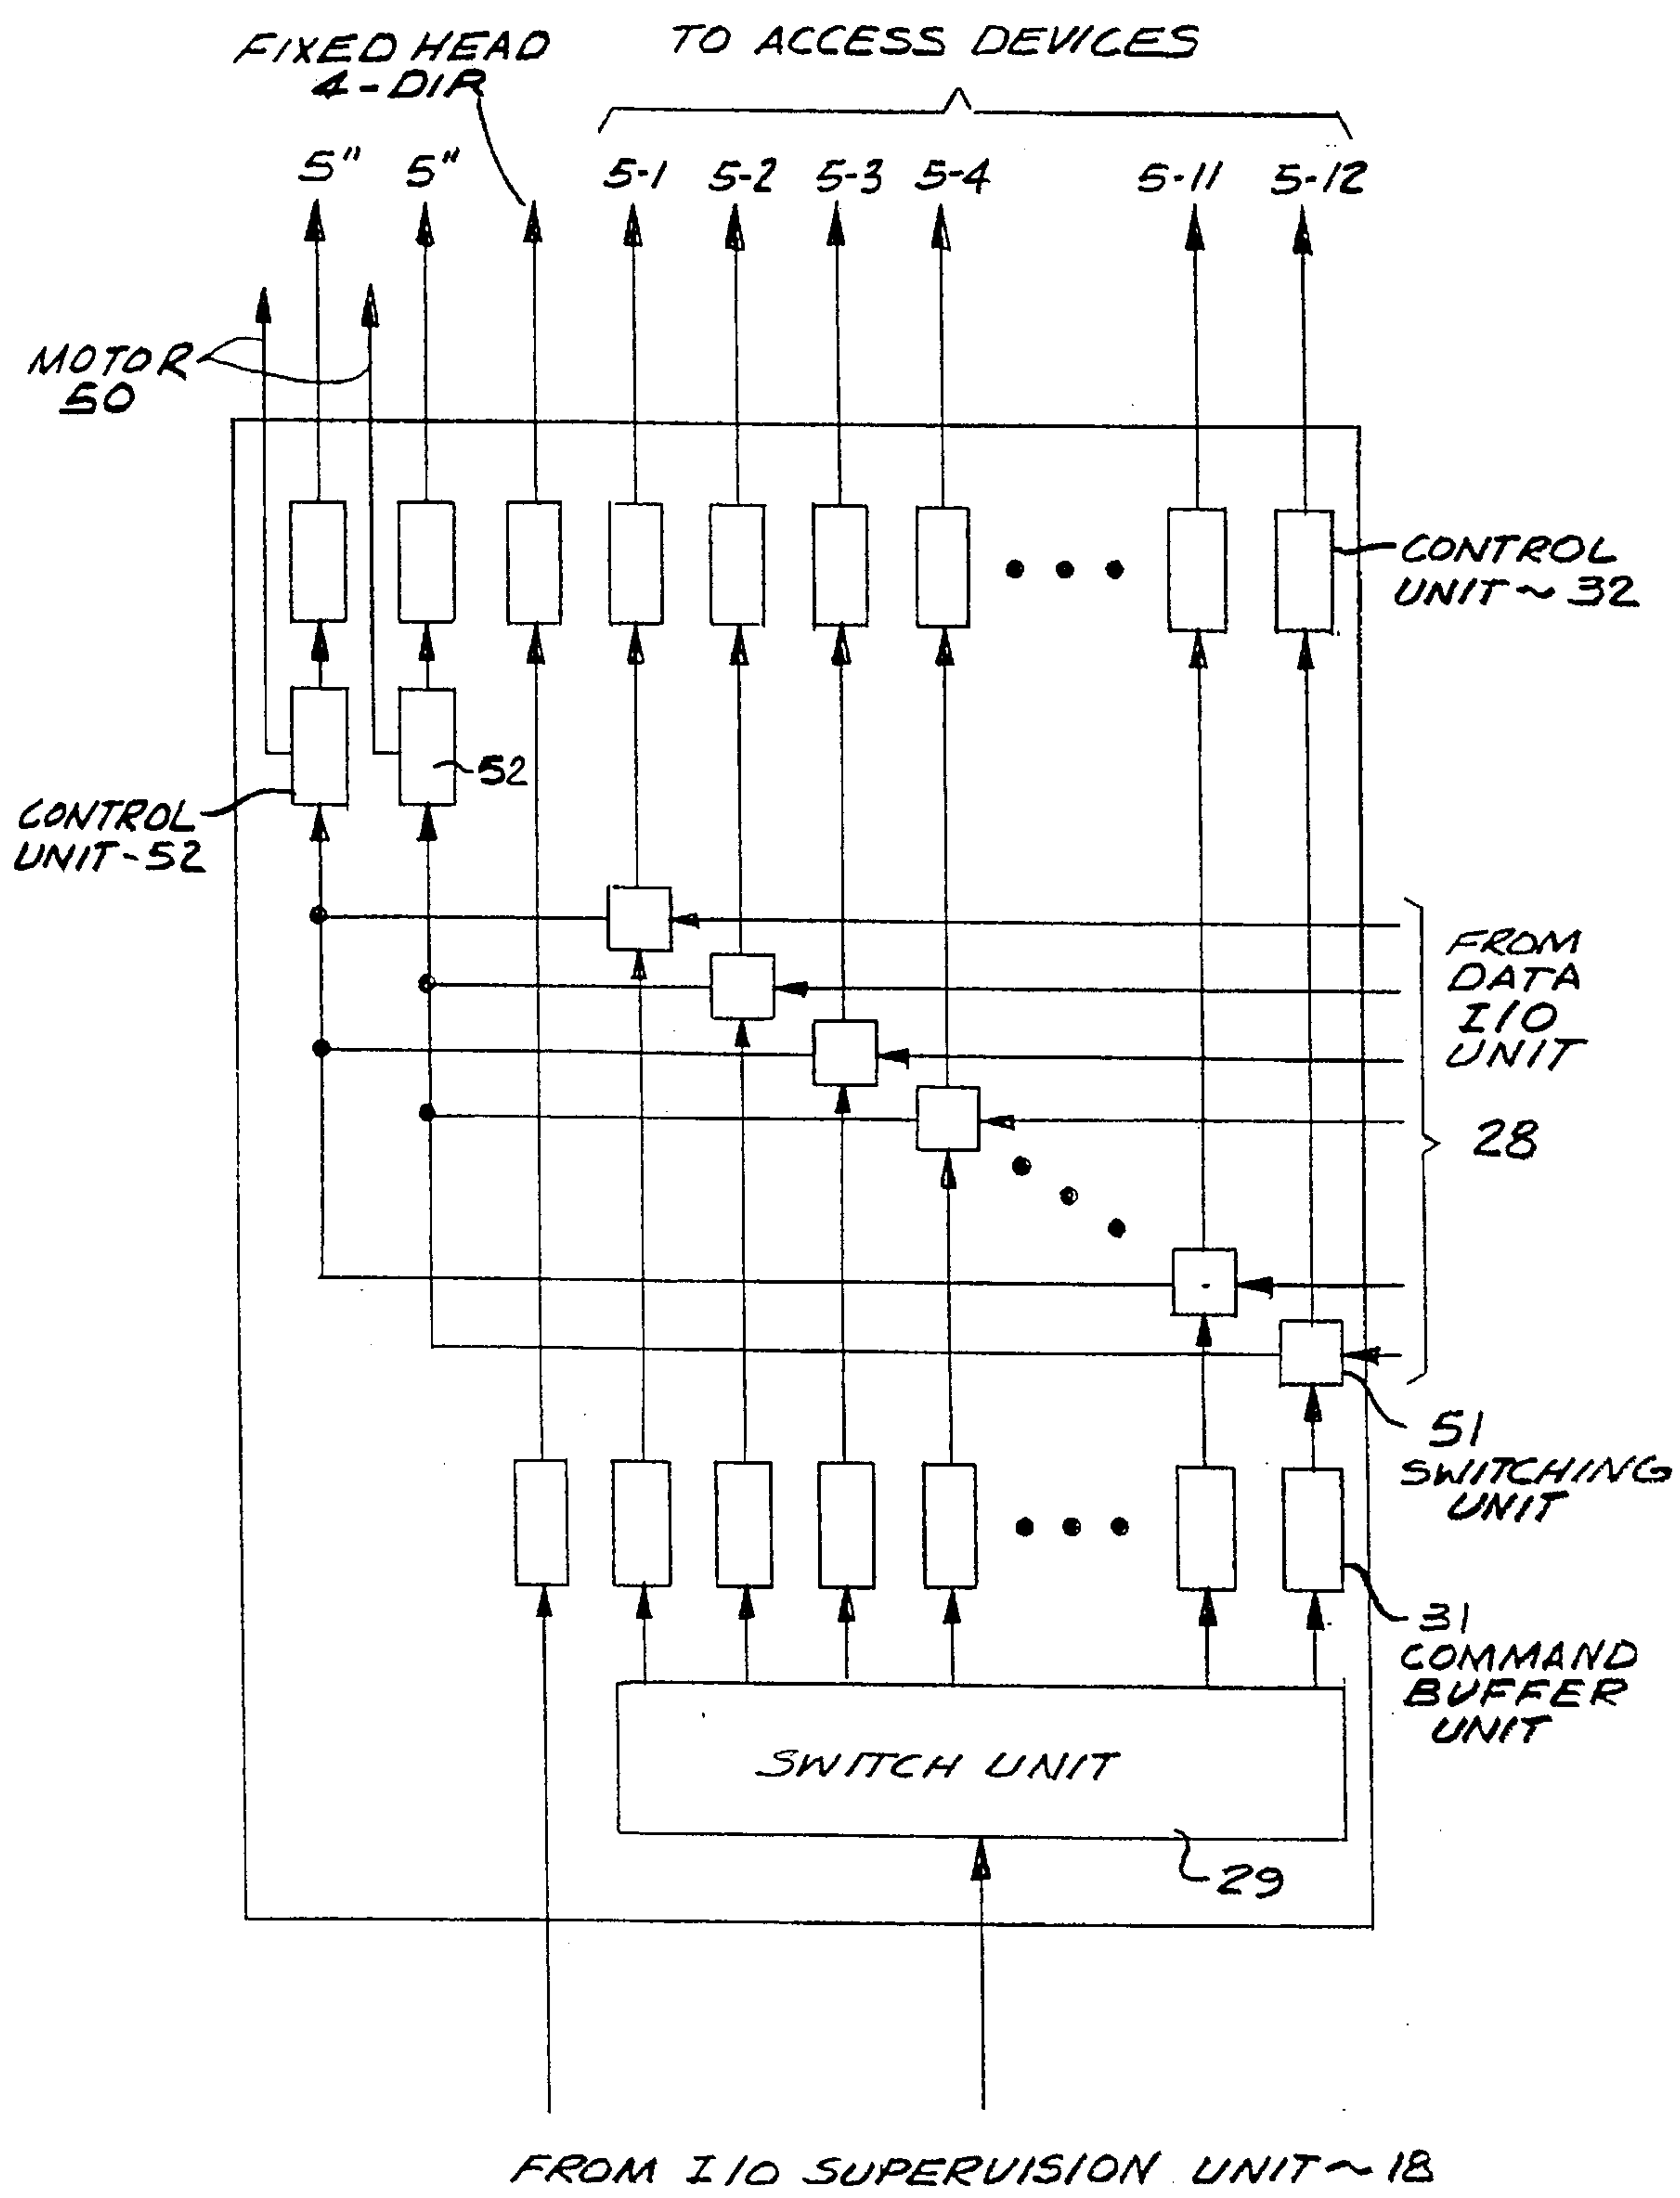 FIXED HEAD
4-DIR
TO ACCESS DEVICES
5" 5" 5-1 5-2 5-3 5-4 5-11 5-12
MOTOR
50
CONTROL
UNIT~32
52
CONTROL
UNIT-52
FROM
DATA
I/O
UNIT
28
51
SWITCHING
UNIT
31
COMMAND
BUFFER
UNIT
SWITCH UNIT
29
FROM I/O SUPERVISION UNIT~18